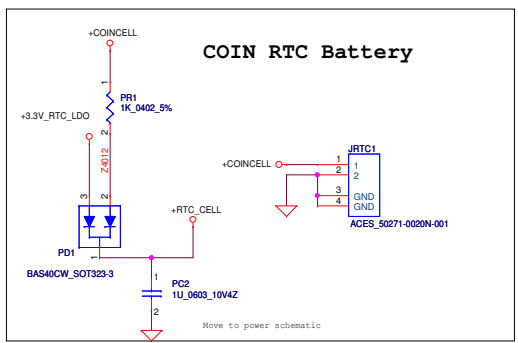 +COINCELL
COIN RTC Battery
1
PR1
1K_0402_5%
+3.3V_RTC_LDO
2
Z4012
JRTC1
+COINCELL
1 1
2 2
3 GND
4 GND
ACES_50271-0020N-001
3 2
+RTC_CELL
PD1
1
BAS40CW_SOT323-3
1
PC2
1U_0603_10V4Z
2
Move to power schematic